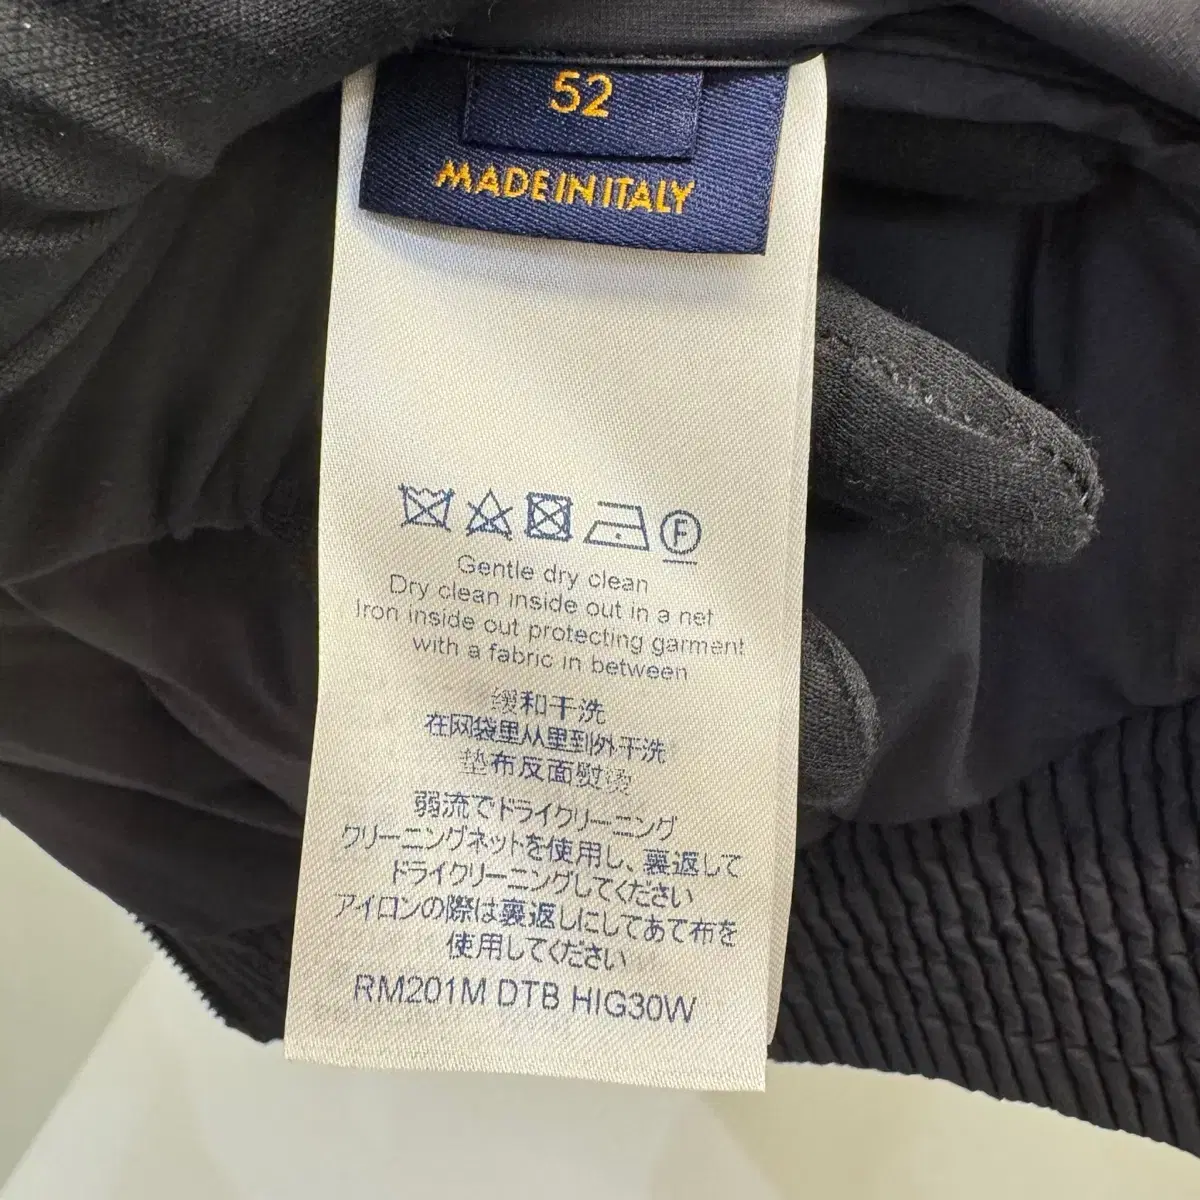 52
MADE IN ITALY
F
Gentle dry clean
Dry clean inside out in a net
Iron inside out protecting garment
with a fabric in between
缓和干洗
在网袋里从里到外干洗
垫布反面熨烫
弱流でドライクリーニング
クリーニングネットを使用し、裏返して
ドライクリーニングしてください
アイロンの際は裏返しにしてあて布を
使用してください
RM201M DTB HIG30W